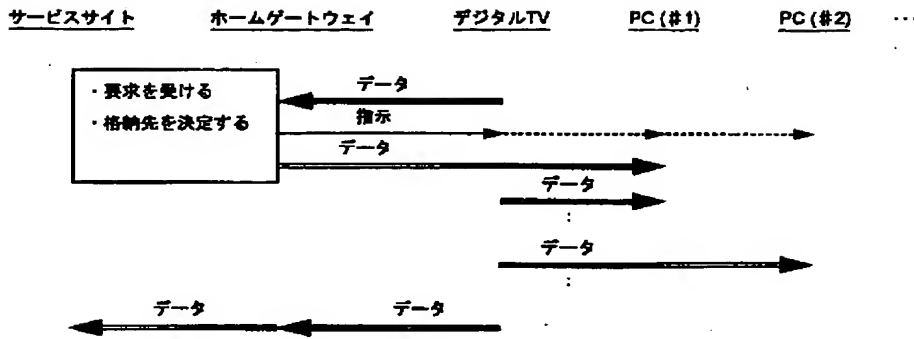 サービスサイト ホームゲートウェイ デジタルTV PC (#1) PC (#2) ・・・
データ
・要求を受ける
・格納先を決定する
指示
データ
データ
:
データ
:
データ データ